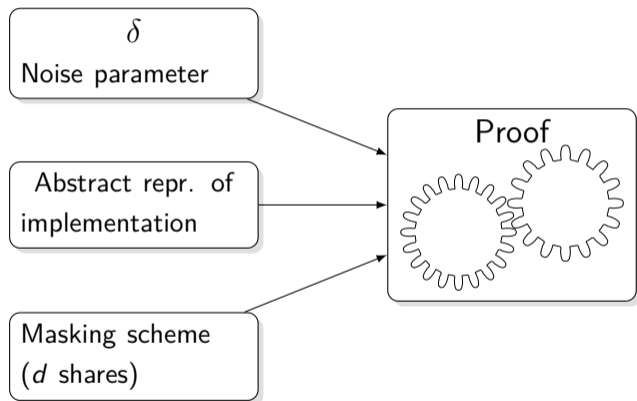 δ
Noise parameter
Abstract repr. of
implementation
Masking scheme
(d shares)
Proof